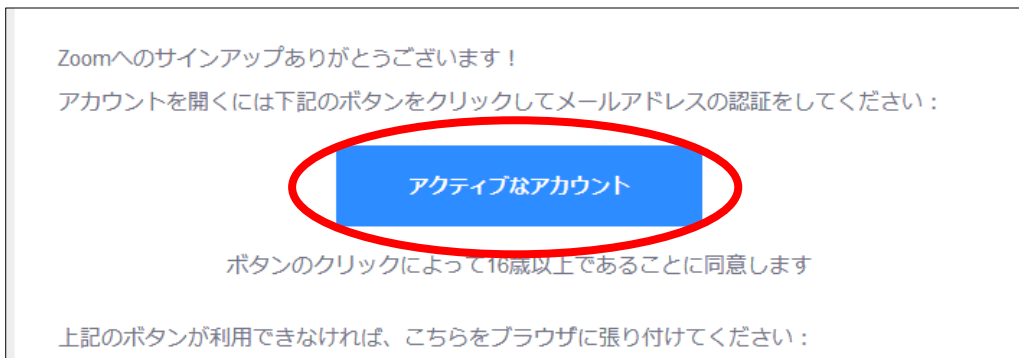 Zoomへのサインアップありがとうございます！
アカウントを開くには下記のボタンをクリックしてメールアドレスの認証をしてください：
アクティブなアカウント
ボタンのクリックによって16歳以上であることに同意します
上記のボタンが利用できなければ、こちらをブラウザに張り付けてください：